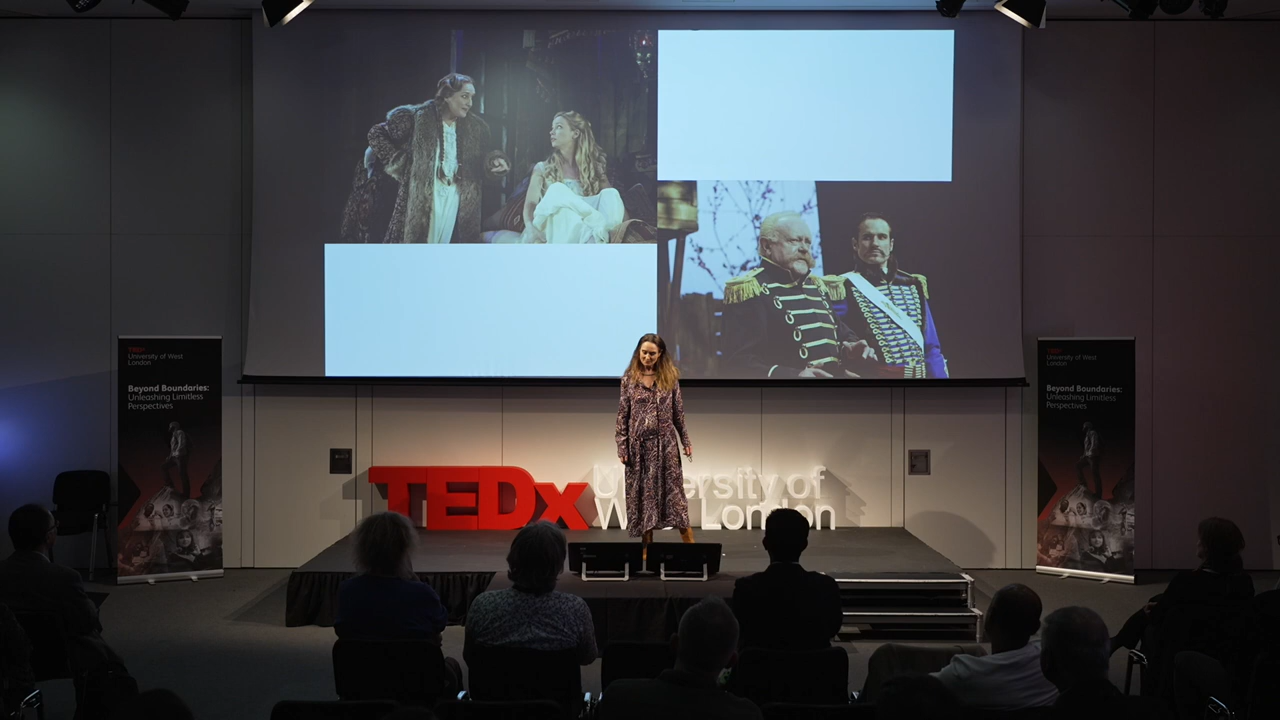 TEDx
University of West
London
Beyond Boundaries:
Unleashing Limitless
Perspectives
TEDx
University of
W London
TEDx
University of West
London
Beyond Boundaries:
Unleashing Limitless
Perspectives